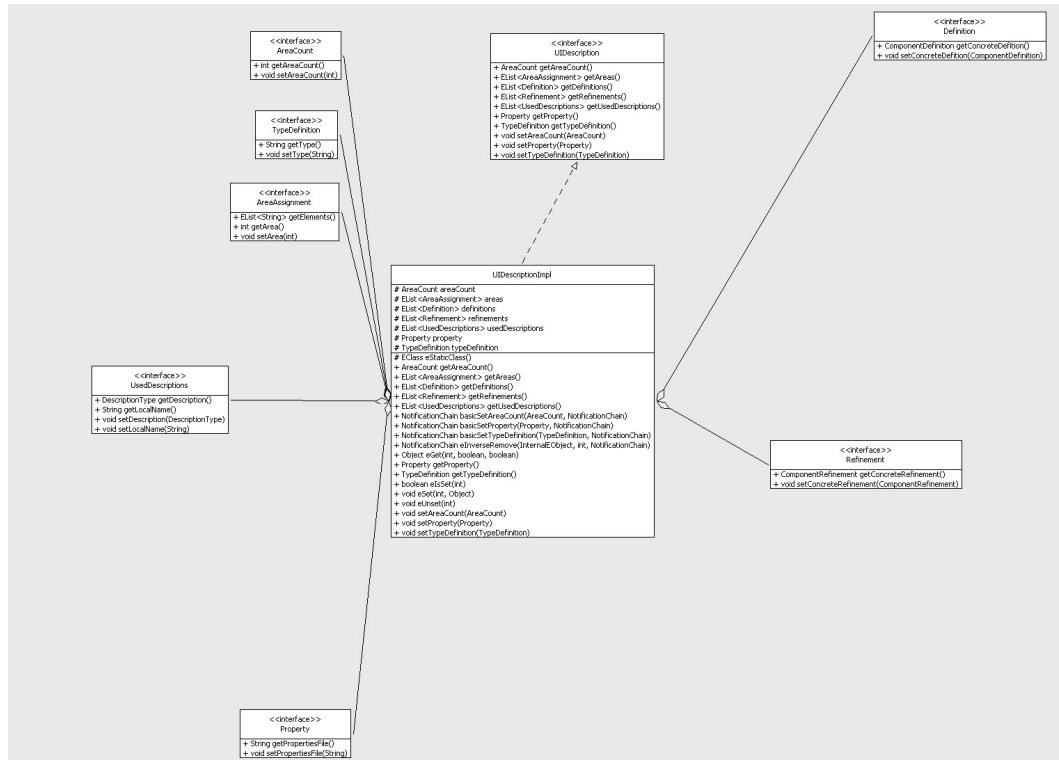 <<interface>>
AreaCount
+ int getAreaCount()
+ void setAreaCount(int)
<<interface>>
TypeDefinition
+ String getType()
+ void setType(String)
<<interface>>
AreaAssignment
+ EList<String> getElements()
+ int getArea()
+ void setArea(int)
<<interface>>
UIDescription
+ AreaCount getAreaCount()
+ EList<AreaAssignment> getAreas()
+ EList<Definition> getDefinitions()
+ EList<Refinement> getRefinements()
+ EList<UsedDescriptions> getUsedDescriptions()
+ Property getProperty()
+ TypeDefinition getTypeDefinition()
+ void setAreaCount(AreaCount)
+ void setProperty(Property)
+ void setTypeDefinition(TypeDefinition)
<<interface>>
Definition
+ ComponentDefinition getConcreteDefition()
+ void setConcreteDefition(ComponentDefinition)
UIDescriptionImpl
# AreaCount areaCount
# EList<AreaAssignment> areas
# EList<Definition> definitions
# EList<Refinement> refinements
# EList<UsedDescriptions> usedDescriptions
# Property property
# TypeDefinition typeDefinition
# EClass eStaticClass()
+ AreaCount getAreaCount()
+ EList<AreaAssignment> getAreas()
+ EList<Definition> getDefinitions()
+ EList<Refinement> getRefinements()
+ EList<UsedDescriptions> getUsedDescriptions()
+ NotificationChain basicSetAreaCount(AreaCount, NotificationChain)
+ NotificationChain basicSetProperty(Property, NotificationChain)
+ NotificationChain basicSetTypeDefinition(TypeDefinition, NotificationChain)
+ NotificationChain eInverseRemove(InternalEObject, int, NotificationChain)
+ Object eGet(int, boolean, boolean)
+ Property getProperty()
+ TypeDefinition getTypeDefinition()
+ boolean eIsSet(int)
+ void eSet(int, Object)
+ void eUnset(int)
+ void setAreaCount(AreaCount)
+ void setProperty(Property)
+ void setTypeDefinition(TypeDefinition)
<<interface>>
UsedDescriptions
+ DescriptionType getDescription()
+ String getLocalName()
+ void setDescription(DescriptionType)
+ void setLocalName(String)
<<interface>>
Refinement
+ ComponentRefinement getConcreteRefinement()
+ void setConcreteRefinement(ComponentRefinement)
<<interface>>
Property
+ String getPropertiesFile()
+ void setPropertiesFile(String)